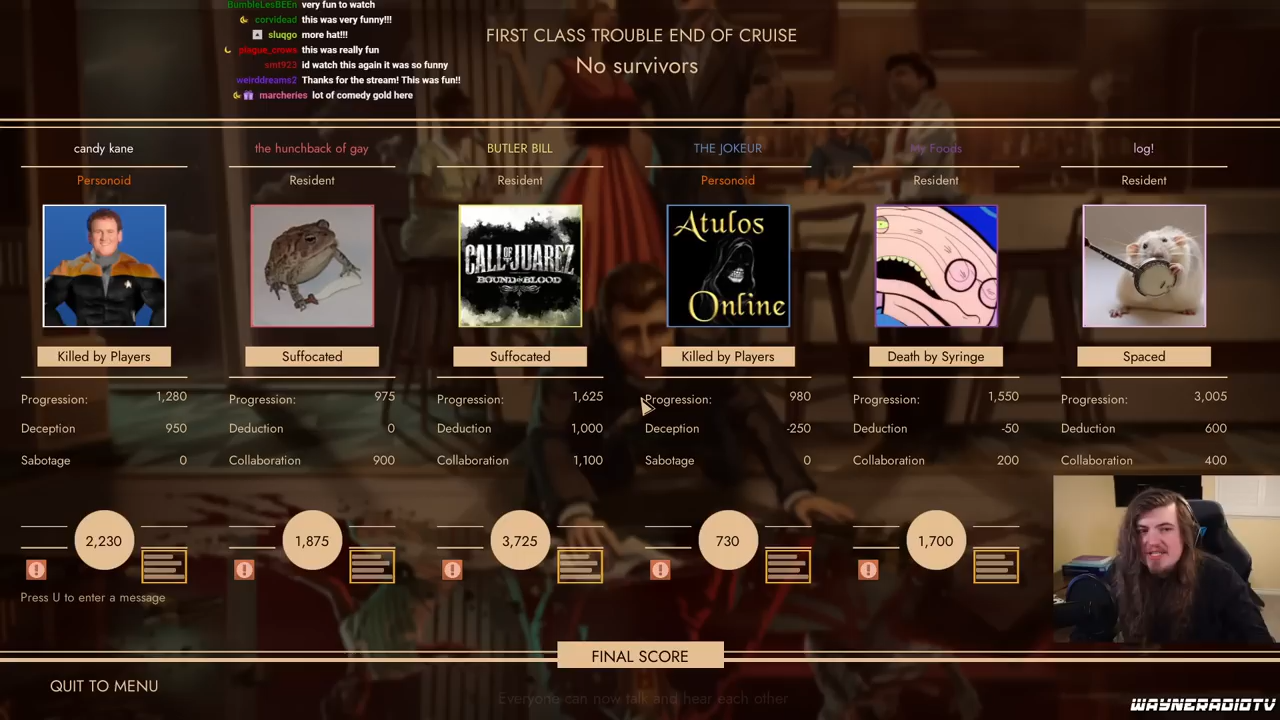 BumbleLesBEEn very fun to watch
corvidead this was very funny!!!
sluqgo more hat!!!
plague_crows this was really fun
smt923 id watch this again it was so funny
weirddreams2 Thanks for the stream! This was fun!!
marcheries lot of comedy gold here
FIRST CLASS TROUBLE END OF CRUISE
No survivors
candy kane the hunchback of gay BUTLER BILL THE JOKEUR My Foods log!
Personoid Resident Resident Personoid Resident Resident
CALL OF JUAREZ
BOUND IN BLOOD
Atulos
Online
Killed by Players Suffocated Suffocated Killed by Players Death by Syringe Spaced
Progression: 1,280 Progression: 975 Progression: 1,625 Progression: 980 Progression: 1,550 Progression: 3,005
Deception 950 Deduction 0 Deduction 1,000 Deception -250 Deduction -50 Deduction 600
Sabotage 0 Collaboration 900 Collaboration 1,100 Sabotage 0 Collaboration 200 Collaboration 400
2,230 1,875 3,725 730 1,700
Press U to enter a message
FINAL SCORE
QUIT TO MENU
Everyone can now talk and hear each other
WAYNERADIOTV